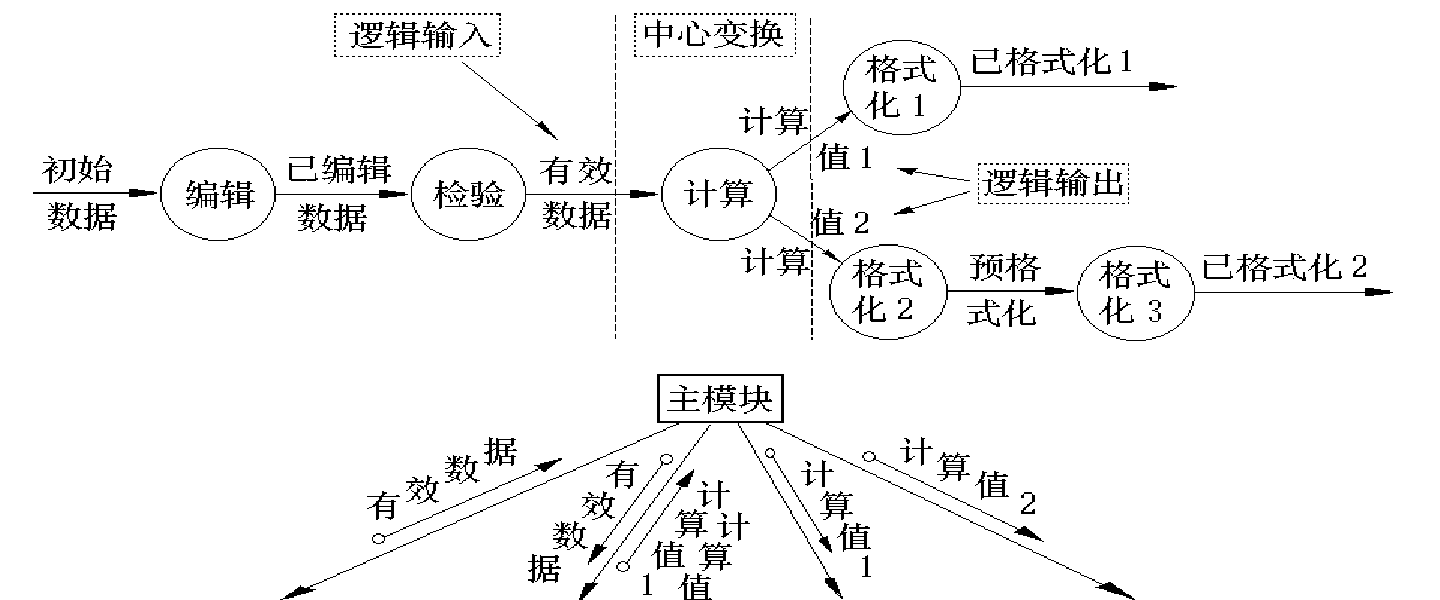 逻辑输入
中心变换
初始
数据
编辑
已编辑
数据
检验
有效
数据
计算
计算
值1
计算
值2
格式
化1
已格式化1
逻辑输出
格式
化2
预格
式化
格式
化3
已格式化2
主模块
有效数据
有效数据
计算值1
计算值
计算值1
计算值2